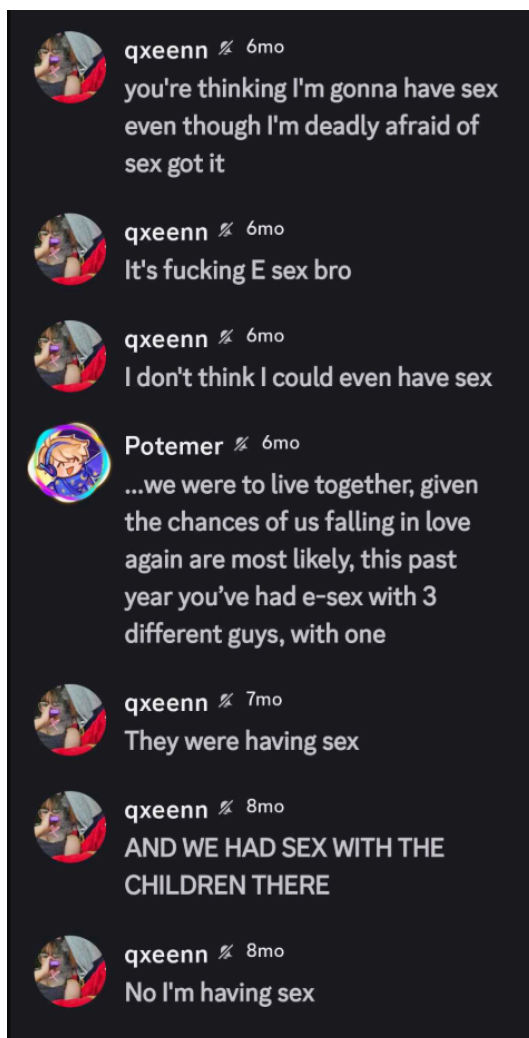 qxeenn 6mo
you're thinking I'm gonna have sex
even though I'm deadly afraid of
sex got it
qxeenn 6mo
It's fucking E sex bro
qxeenn 6mo
I don't think I could even have sex
Potemer 6mo
...we were to live together, given
the chances of us falling in love
again are most likely, this past
year you’ve had e-sex with 3
different guys, with one
qxeenn 7mo
They were having sex
qxeenn 8mo
AND WE HAD SEX WITH THE
CHILDREN THERE
qxeenn 8mo
No I'm having sex